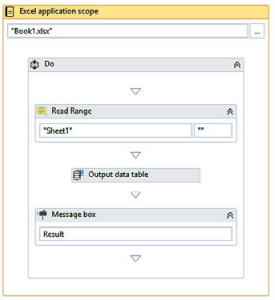 Excel application scope
"Book1.xlsx"
...
Do
Read Range
"Sheet1" ""
Output data table
Message box
Result